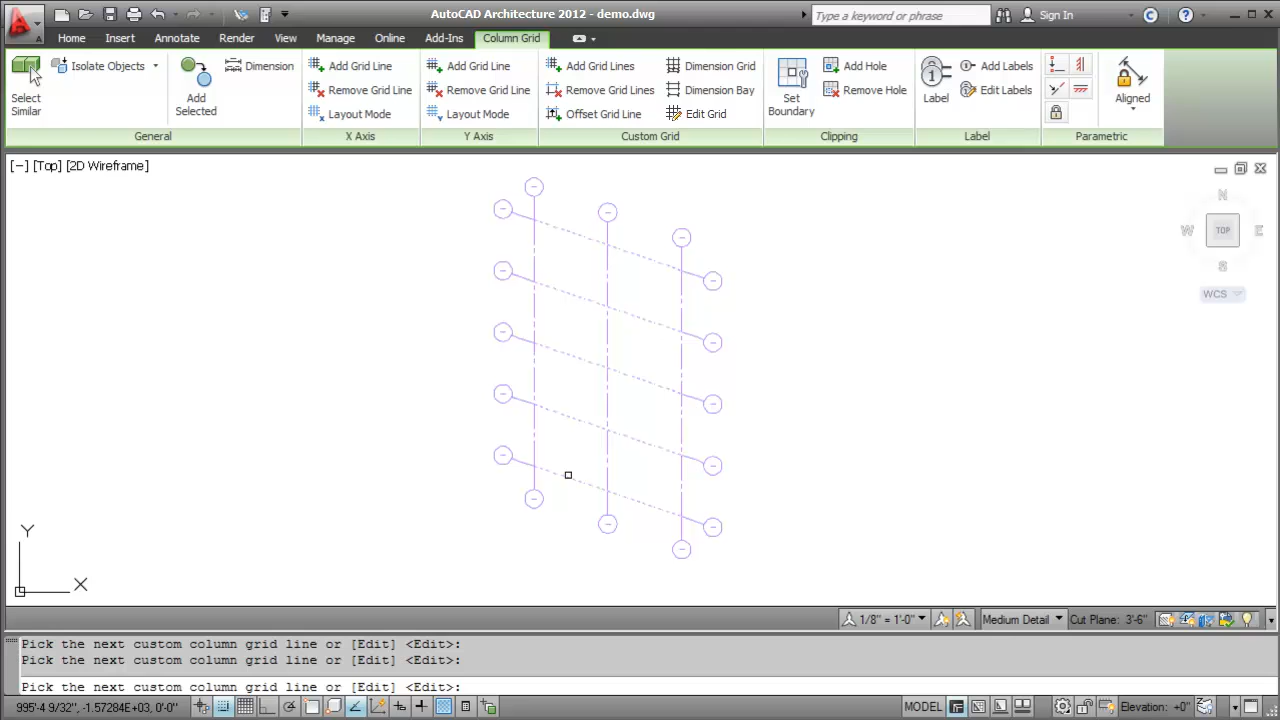 AutoCAD Architecture 2012 - demo.dwg
Type a keyword or phrase
Sign In
Home
Insert
Annotate
Render
View
Manage
Online
Add-Ins
Column Grid
Select Similar
Isolate Objects
Add Selected
Dimension
General
Add Grid Line
Remove Grid Line
Layout Mode
X Axis
Add Grid Line
Remove Grid Line
Layout Mode
Y Axis
Add Grid Lines
Remove Grid Lines
Offset Grid Line
Dimension Grid
Dimension Bay
Edit Grid
Custom Grid
Set Boundary
Add Hole
Remove Hole
Clipping
Label
Add Labels
Edit Labels
Label
Aligned
Parametric
[−] [Top] [2D Wireframe]
N
W
TOP
E
S
WCS
Y
X
1/8" = 1'-0"
Medium Detail
Cut Plane: 3'-6"
Pick the next custom column grid line or [Edit] <Edit>:
Pick the next custom column grid line or [Edit] <Edit>:
Pick the next custom column grid line or [Edit] <Edit>:
995'-4 9/32", -1.57284E+03, 0'-0"
MODEL
Elevation: +0"